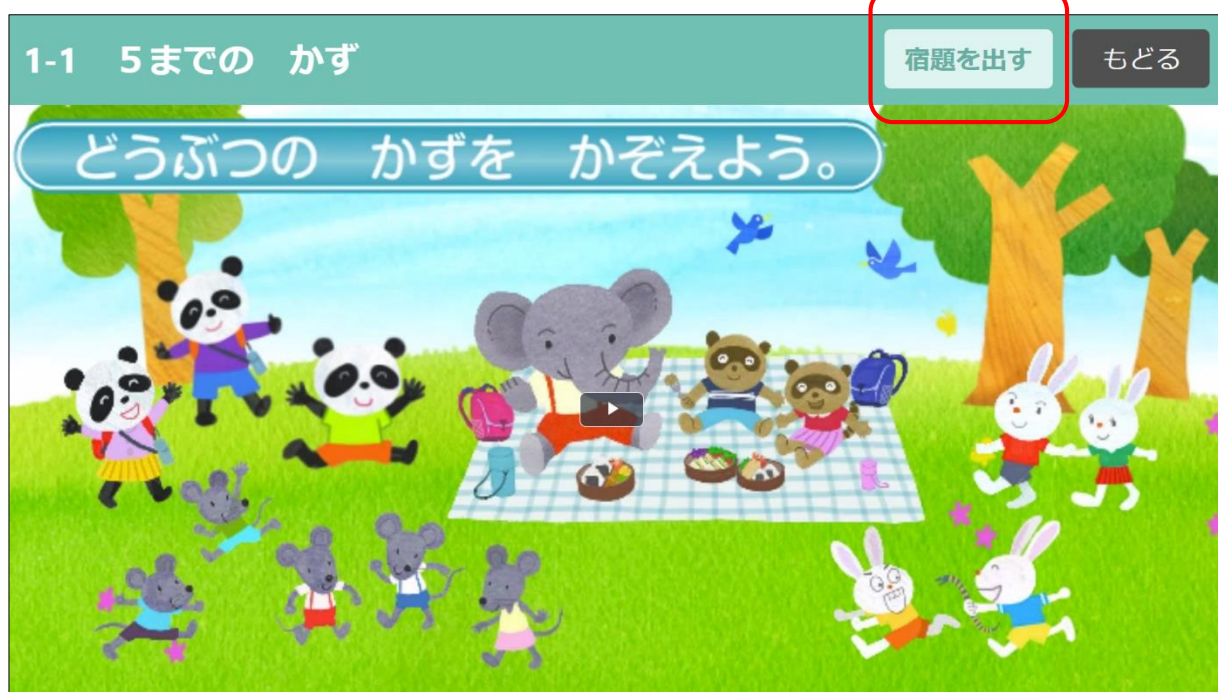 1-1　５までの　かず
宿題を出す
もどる
どうぶつの　かずを　かぞえよう。